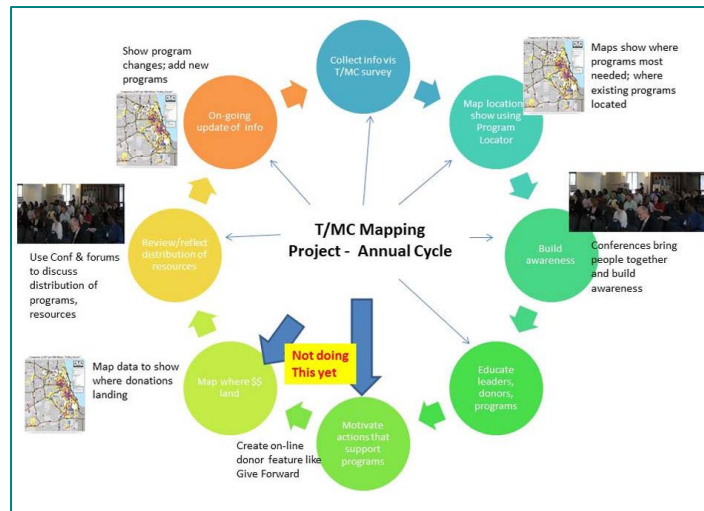 Show program
changes; add new
programs
Collect info vis
T/MC survey
Maps show where
programs most
needed; where
existing programs
located
On-going
update of info
Map location
show using
Program
Locator
T/MC Mapping
Project - Annual Cycle
Review/reflect
distribution of
resources
Use Conf & forums
to discuss
distribution of
programs,
resources
Build
awareness
Conferences bring
people together
and build
awareness
Not doing
This yet
Map data to show
where donations
landing
Map where $$
land
Educate
leaders,
donors,
programs
Motivate
actions that
support
programs
Create on-line
donor feature like
Give Forward